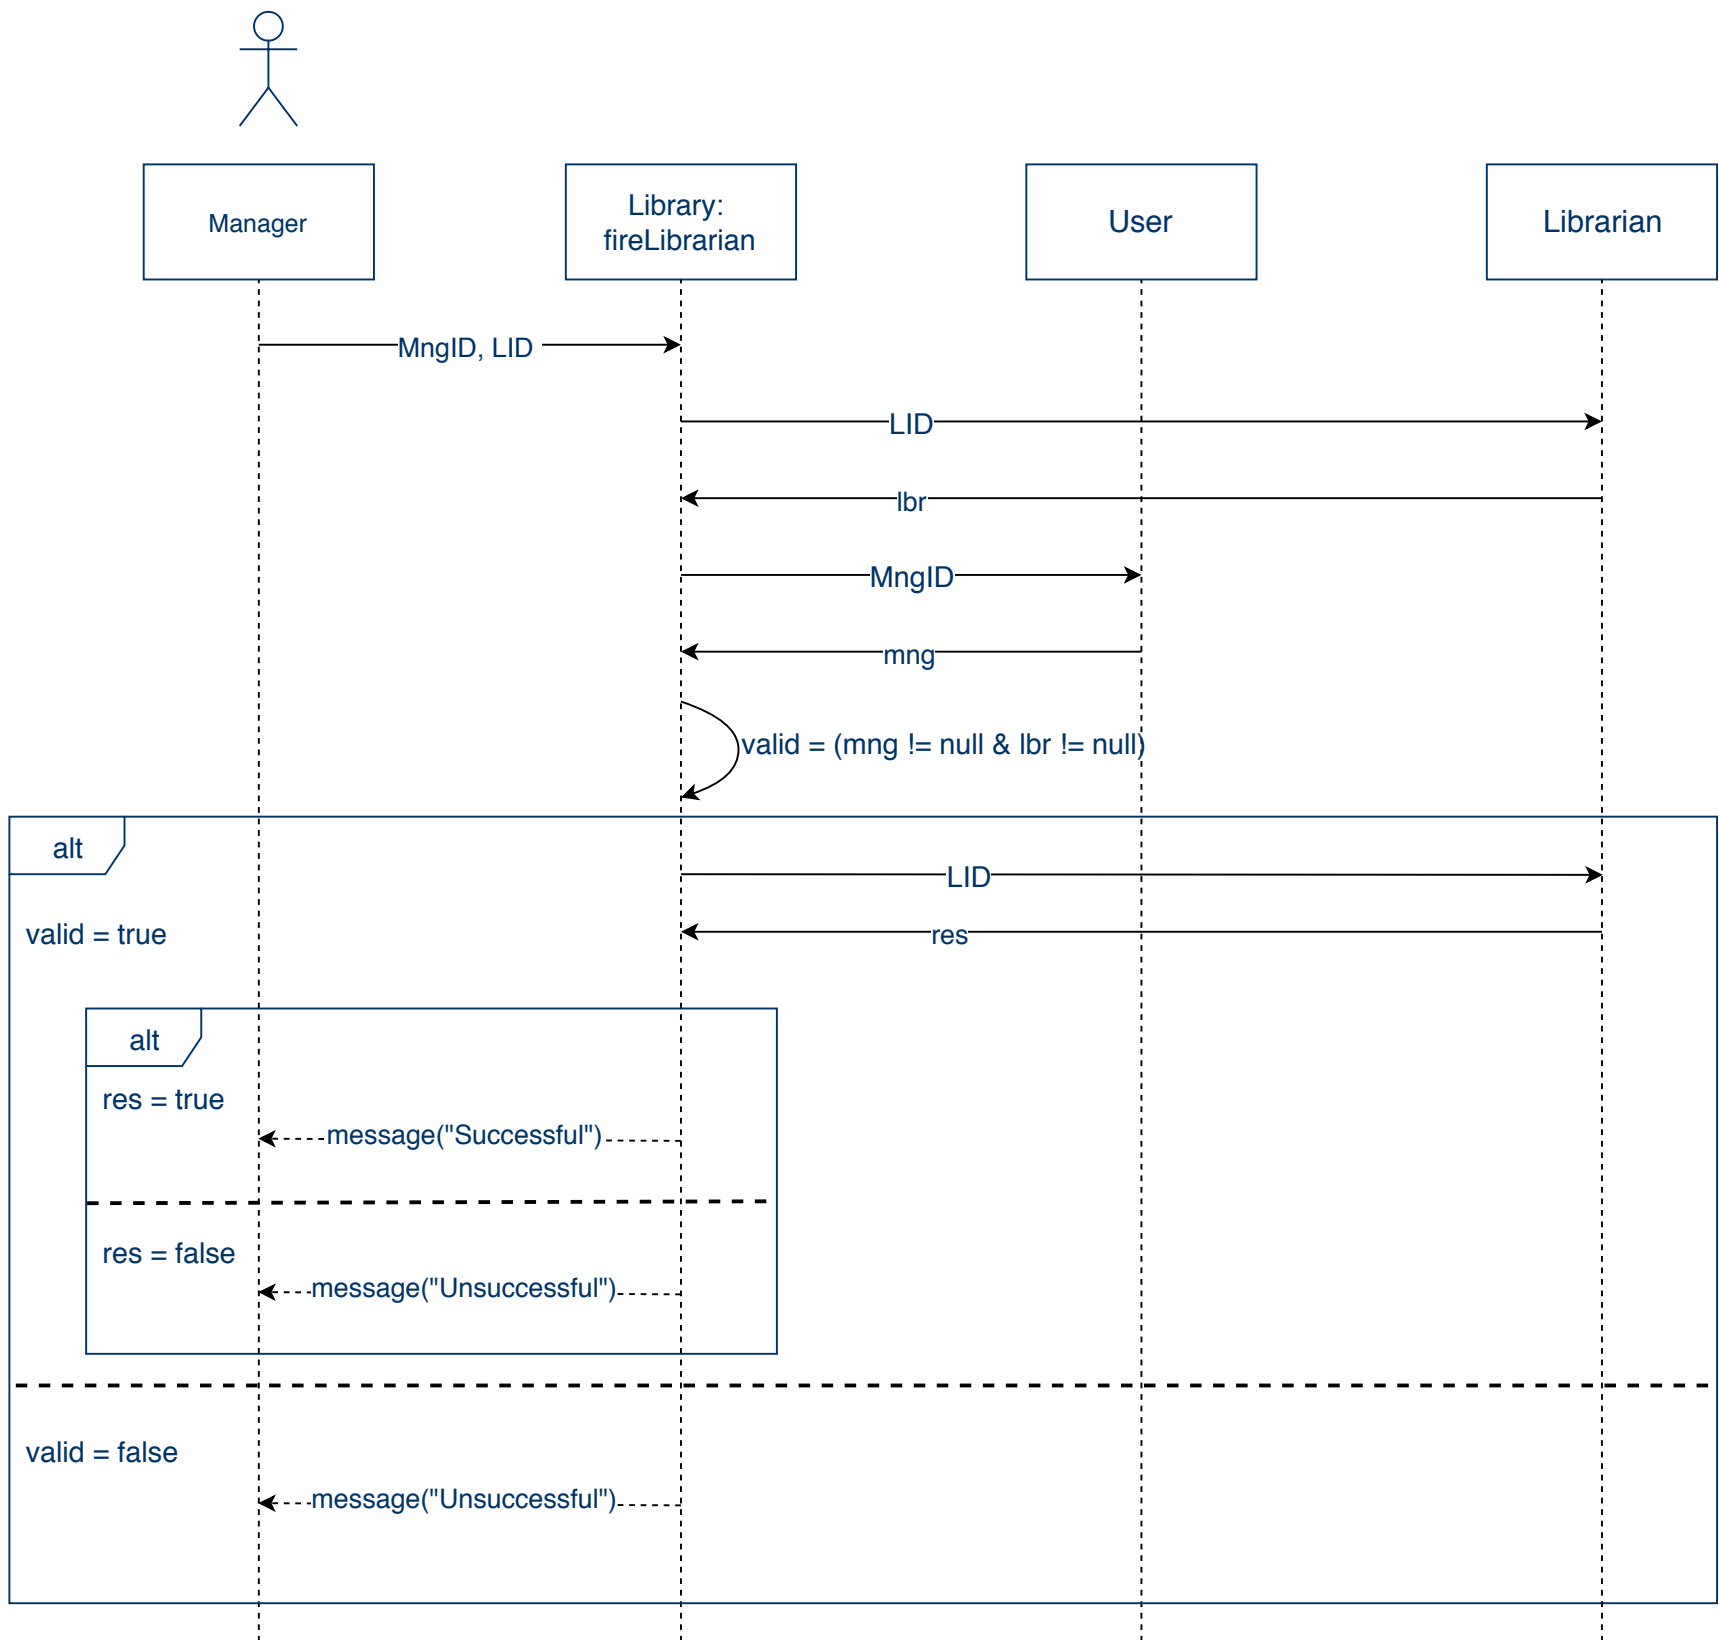 Manager
Library:
fireLibrarian
User
Librarian
MngID, LID
LID
lbr
MngID
mng
valid = (mng != null & lbr != null)
alt
LID
valid = true
res
alt
res = true
message("Successful")
res = false
message("Unsuccessful")
valid = false
message("Unsuccessful")